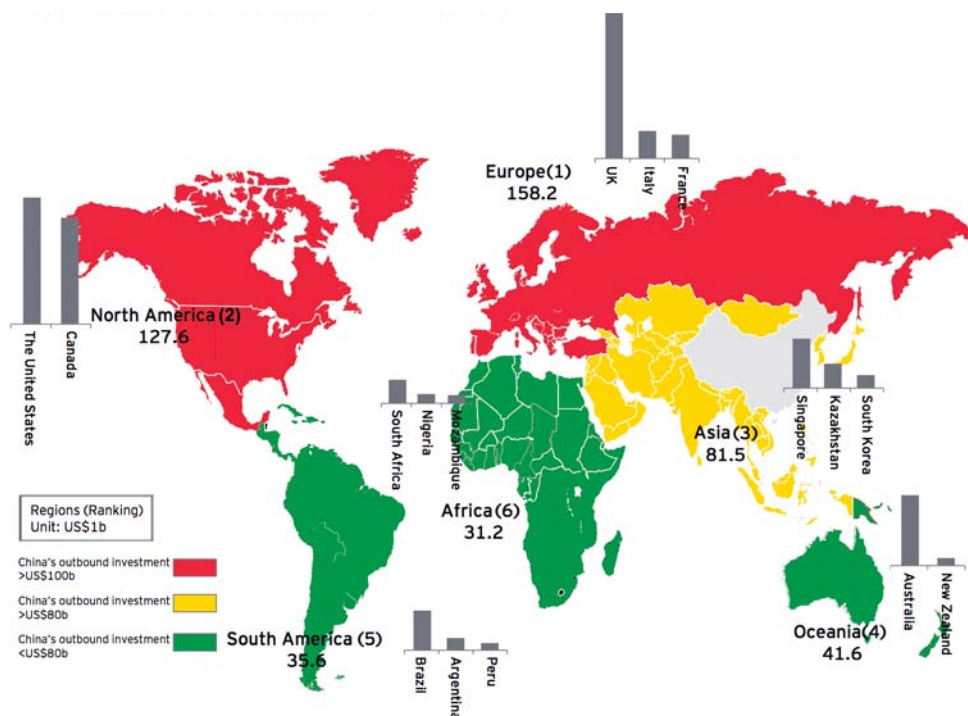 UK
Italy
France
Europe(1)
158.2
The United States
Canada
North America (2)
127.6
Singapore
Kazakhstan
South Korea
South Africa
Nigeria
Mozambique
Asia(3)
81.5
Africa(6)
31.2
Regions (Ranking)
Unit: US$1b
China's outbound investment
>US$100b
China's outbound investment
>US$80b
China's outbound investment
<US$80b
Australia
New Zealand
South America (5)
35.6
Brazil
Argentina
Peru
Oceania(4)
41.6